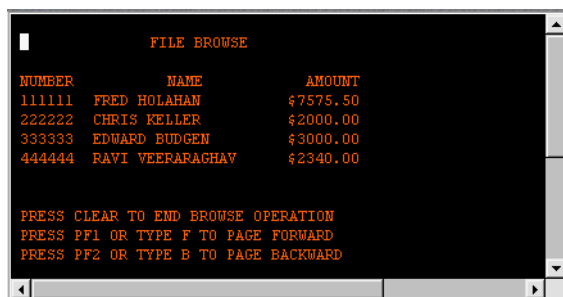 FILE BROWSE
NUMBER NAME AMOUNT
111111 FRED HOLAHAN $7575.50
222222 CHRIS KELLER $2000.00
333333 EDWARD BUDGEN $3000.00
444444 RAVI VEERARAGHAV $2340.00
PRESS CLEAR TO END BROWSE OPERATION
PRESS PF1 OR TYPE F TO PAGE FORWARD
PRESS PF2 OR TYPE B TO PAGE BACKWARD